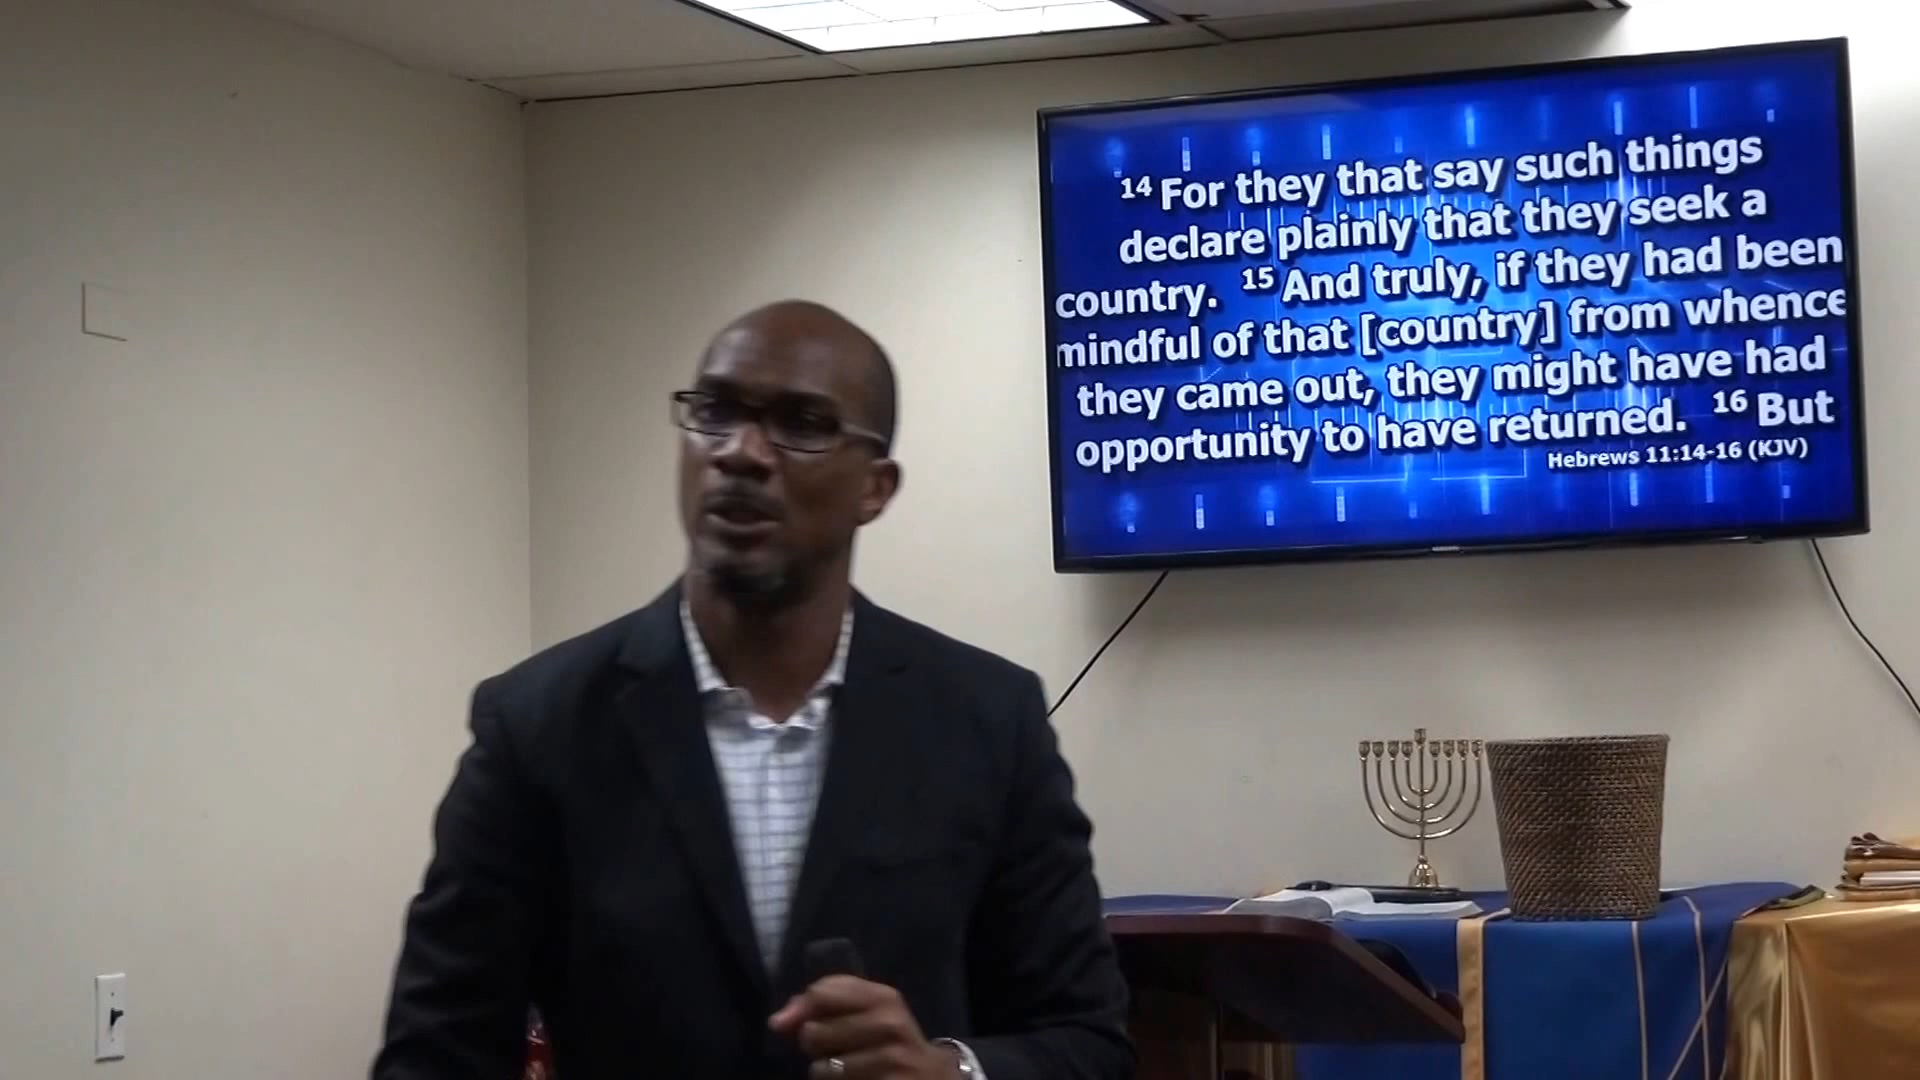 14 For they that say such things
declare plainly that they seek a
country. 15 And truly, if they had been
mindful of that [country] from whence
they came out, they might have had
opportunity to have returned. 16 But
Hebrews 11:14-16 (KJV)